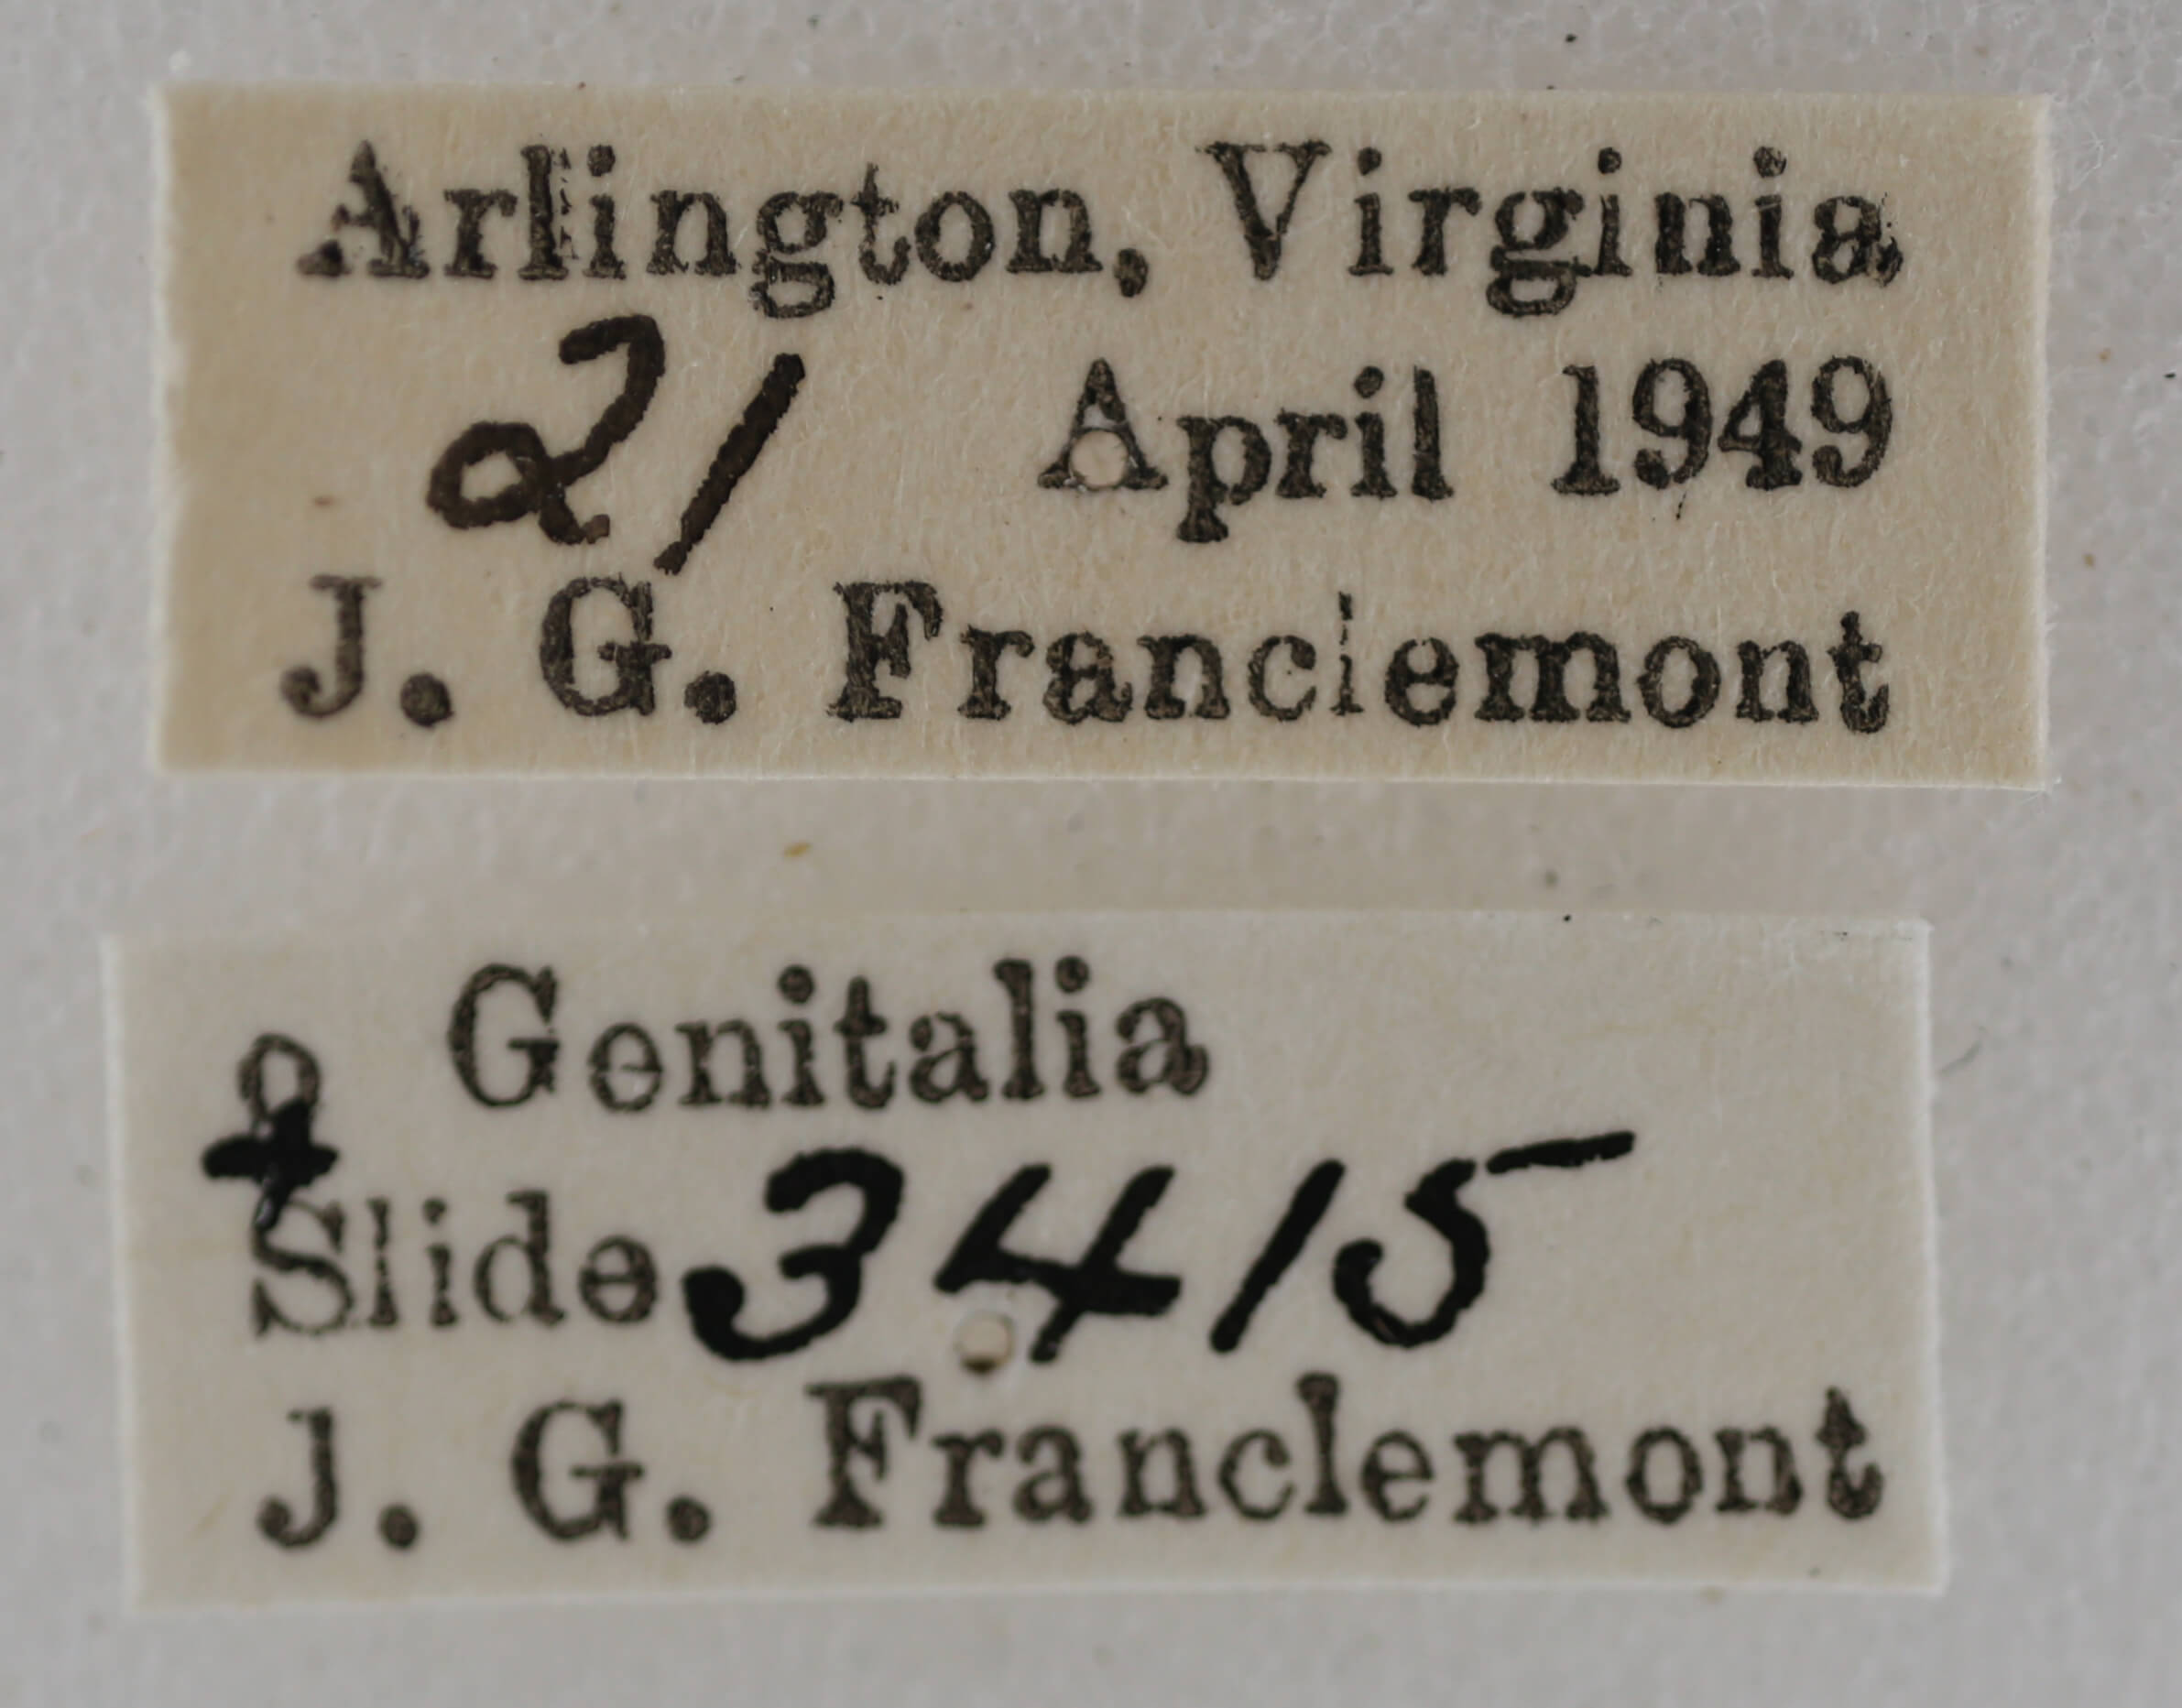 Arlington, Virginia
21 April 1949
J. G. Franclemont
♀ Genitalia
Slide 3415
J. G. Franclemont